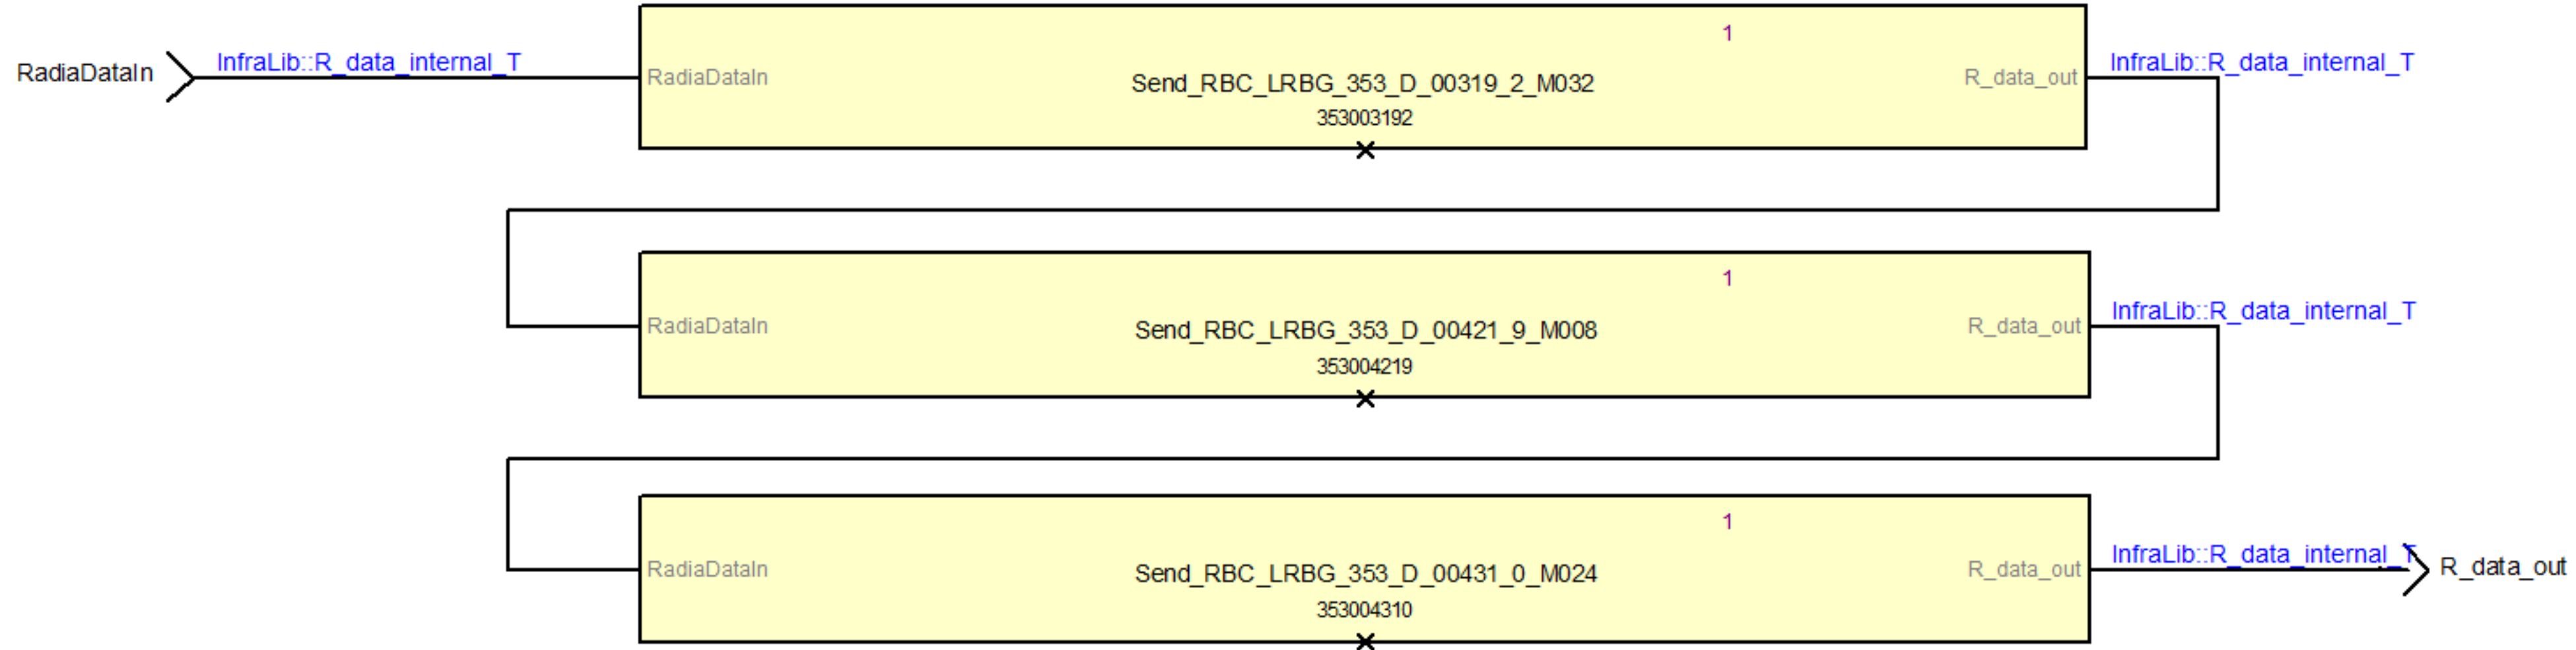 1
InfraLib::R_data_internal_T
InfraLib::R_data_internal_T
RadiaDataIn
RadiaDataIn
R_data_out
Send_RBC_LRBG_353_D_00319_2_M032
353003192
1
InfraLib::R_data_internal_T
RadiaDataIn
R_data_out
Send_RBC_LRBG_353_D_00421_9_M008
353004219
1
InfraLib::R_data_internal_T
RadiaDataIn
R_data_out
R_data_out
Send_RBC_LRBG_353_D_00431_0_M024
353004310